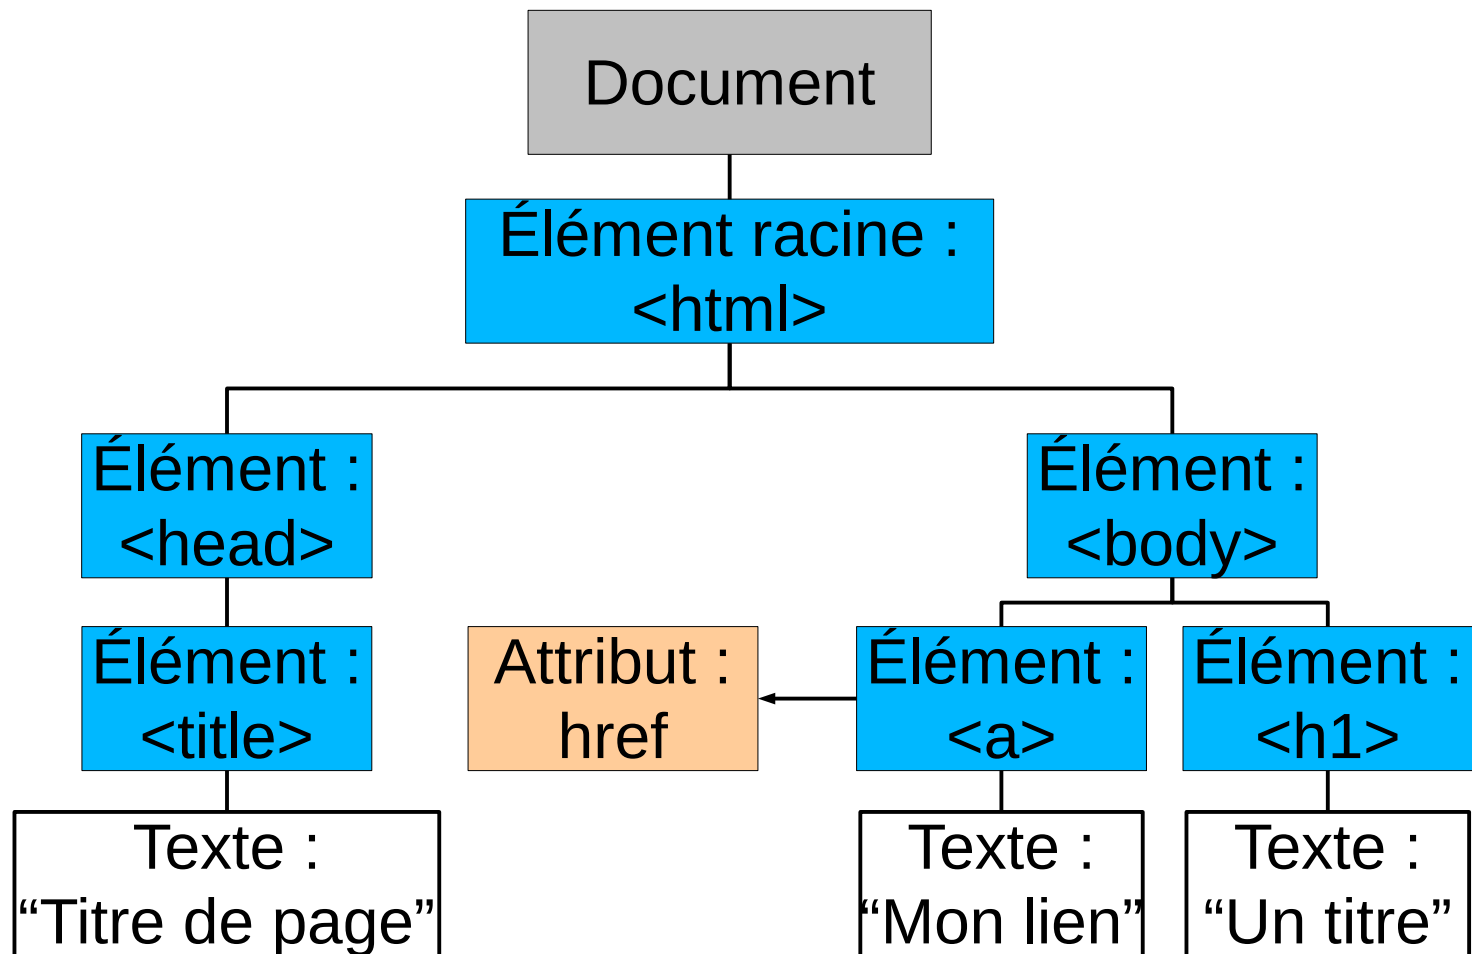 Document
Élément racine :
<html>
Élément :
<head>
Élément :
<body>
Élément :
<title>
Attribut :
href
Élément :
<a>
Élément :
<h1>
Texte :
“Titre de page”
Texte :
“Mon lien”
Texte :
“Un titre”